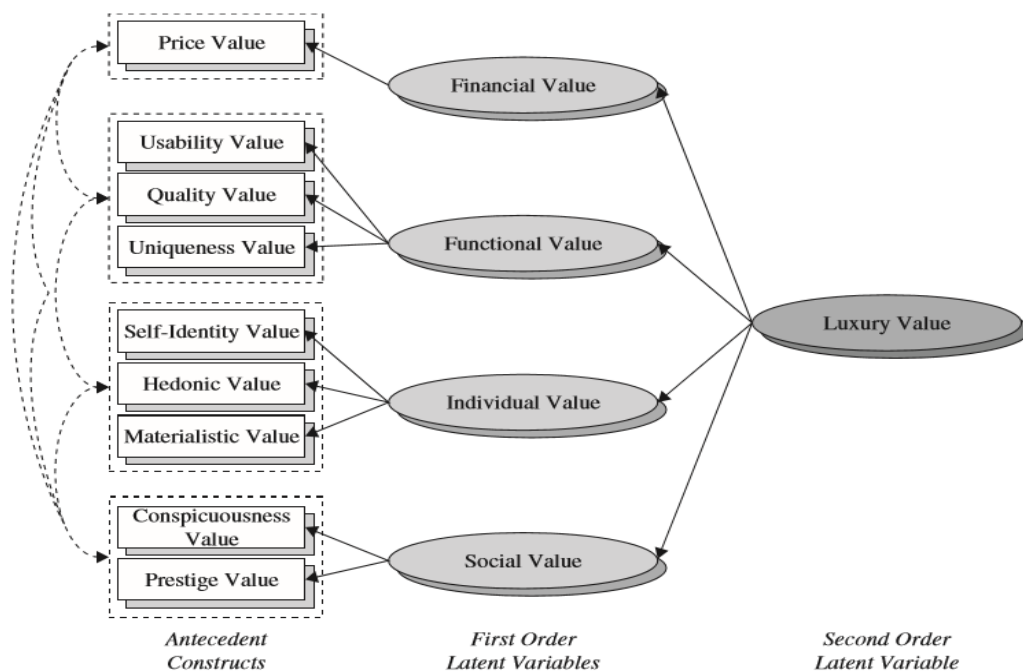 Price Value
Financial Value
Usability Value
Quality Value
Uniqueness Value
Functional Value
Luxury Value
Self-Identity Value
Hedonic Value
Materialistic Value
Individual Value
Conspicuousness
Value
Prestige Value
Social Value
Antecedent
Constructs
First Order
Latent Variables
Second Order
Latent Variable